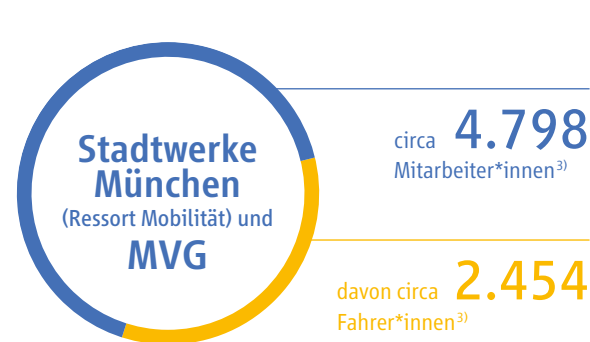 Stadtwerke
München
(Ressort Mobilität) und
MVG
circa 4.798
Mitarbeiter*innen³⁾
davon circa 2.454
Fahrer*innen³⁾